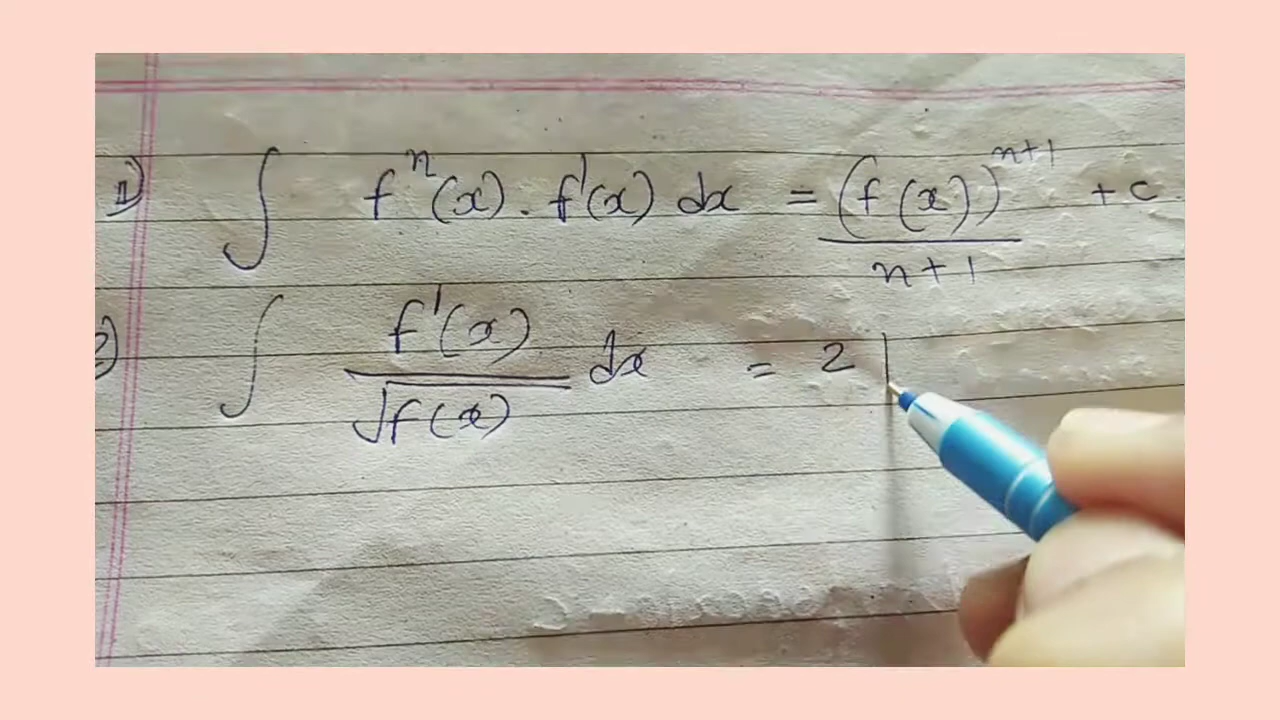 1) ∫ fⁿ(x) . f'(x) dx = (f(x))ⁿ⁺¹ / n+1 + c
2) ∫ f'(x) / √f(x) dx = 2 |